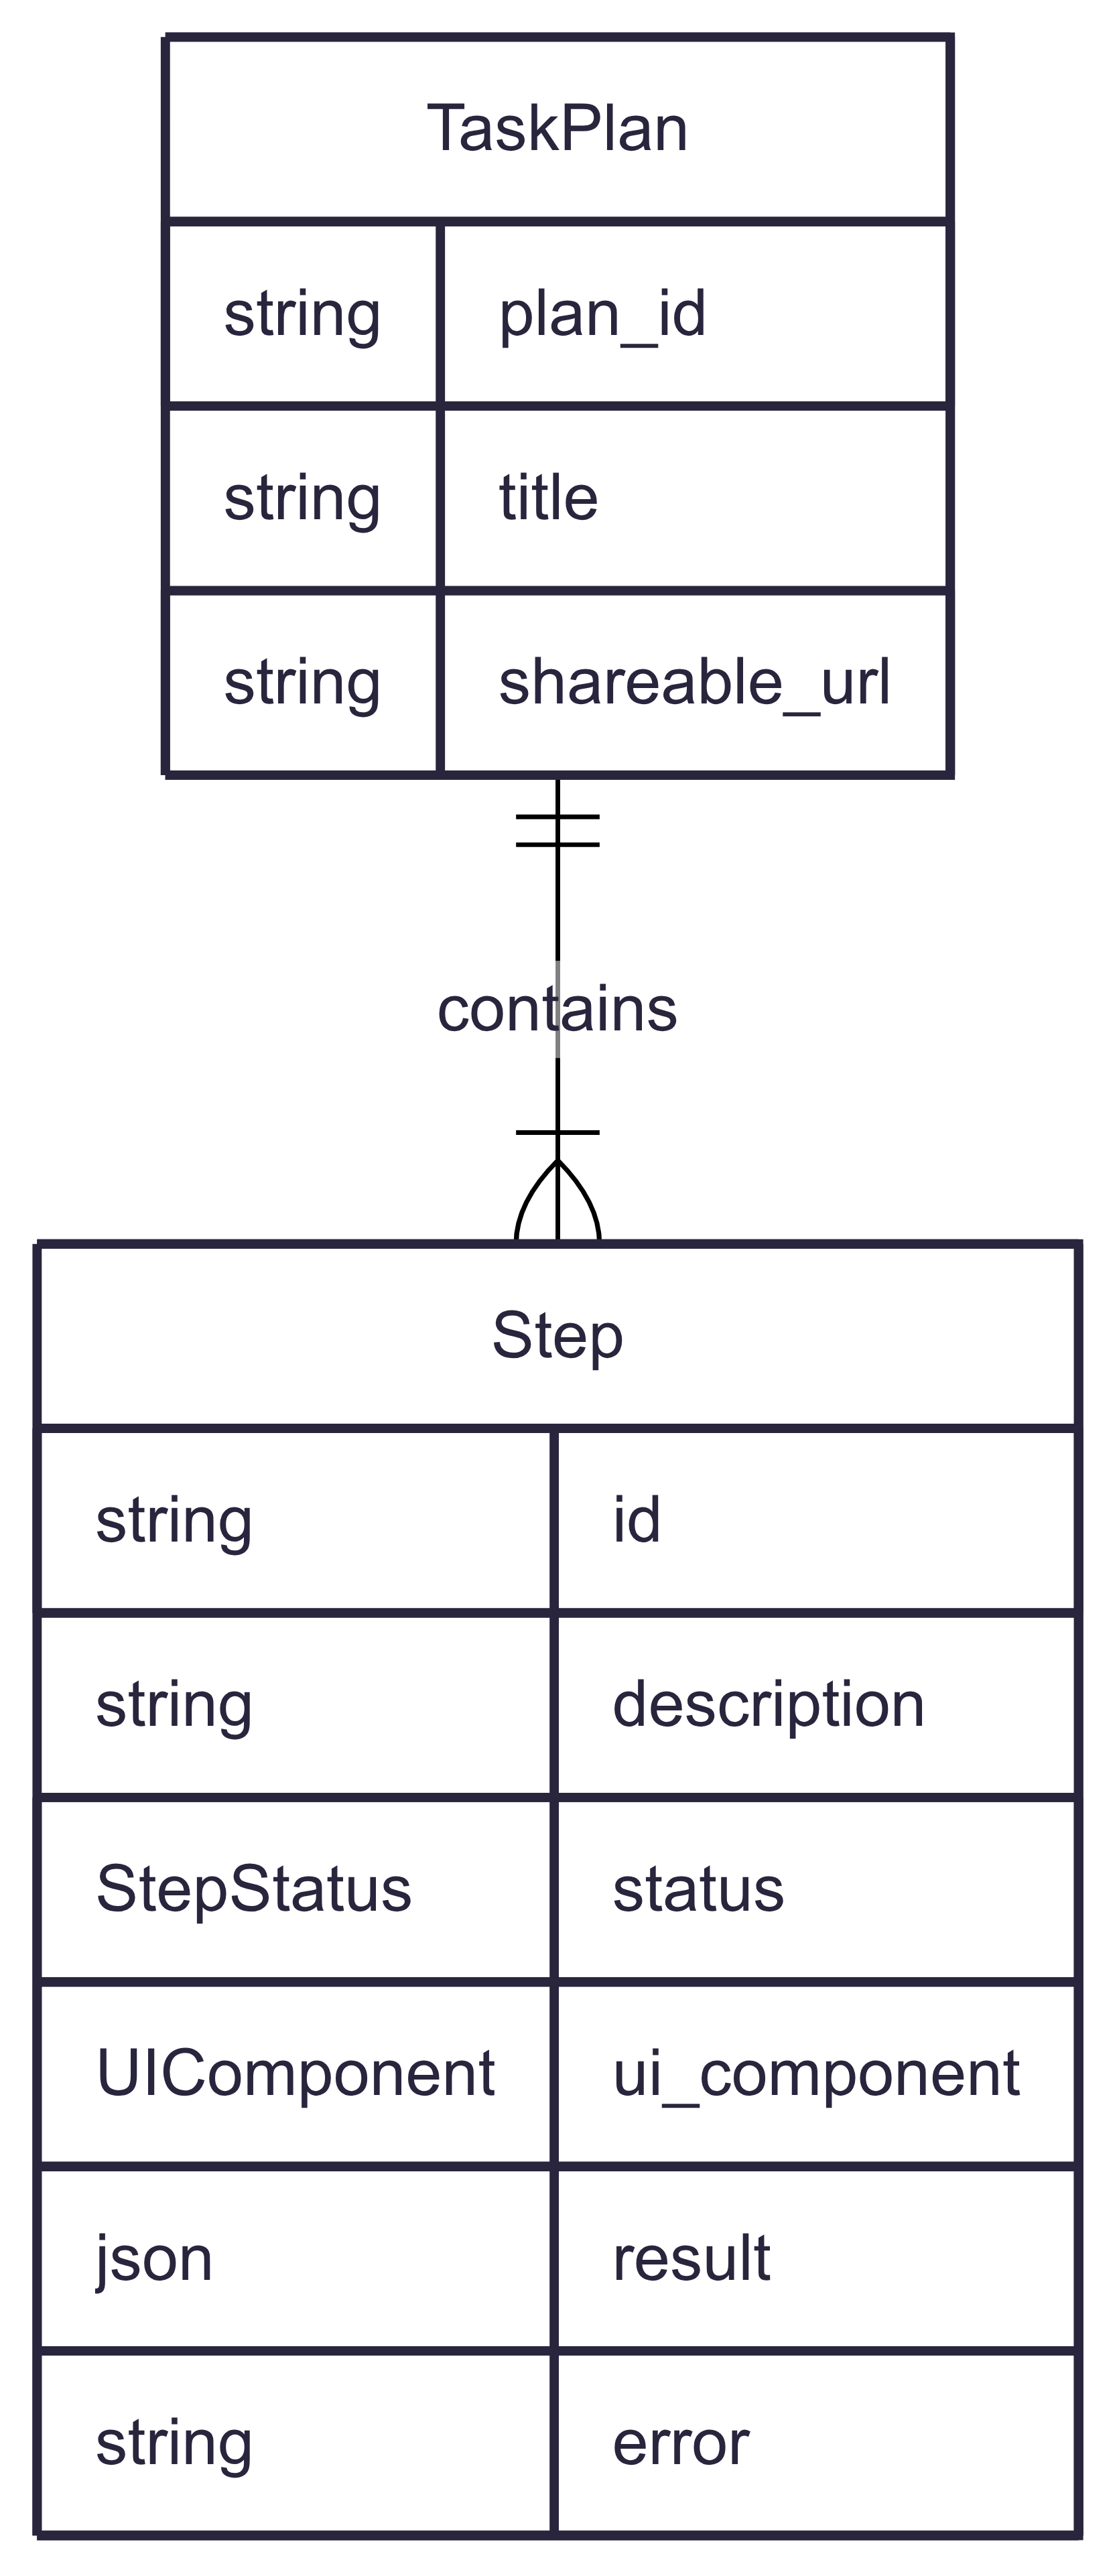 TaskPlan
string plan_id
string title
string shareable_url
contains
Step
string id
string description
StepStatus status
UIComponent ui_component
json result
string error